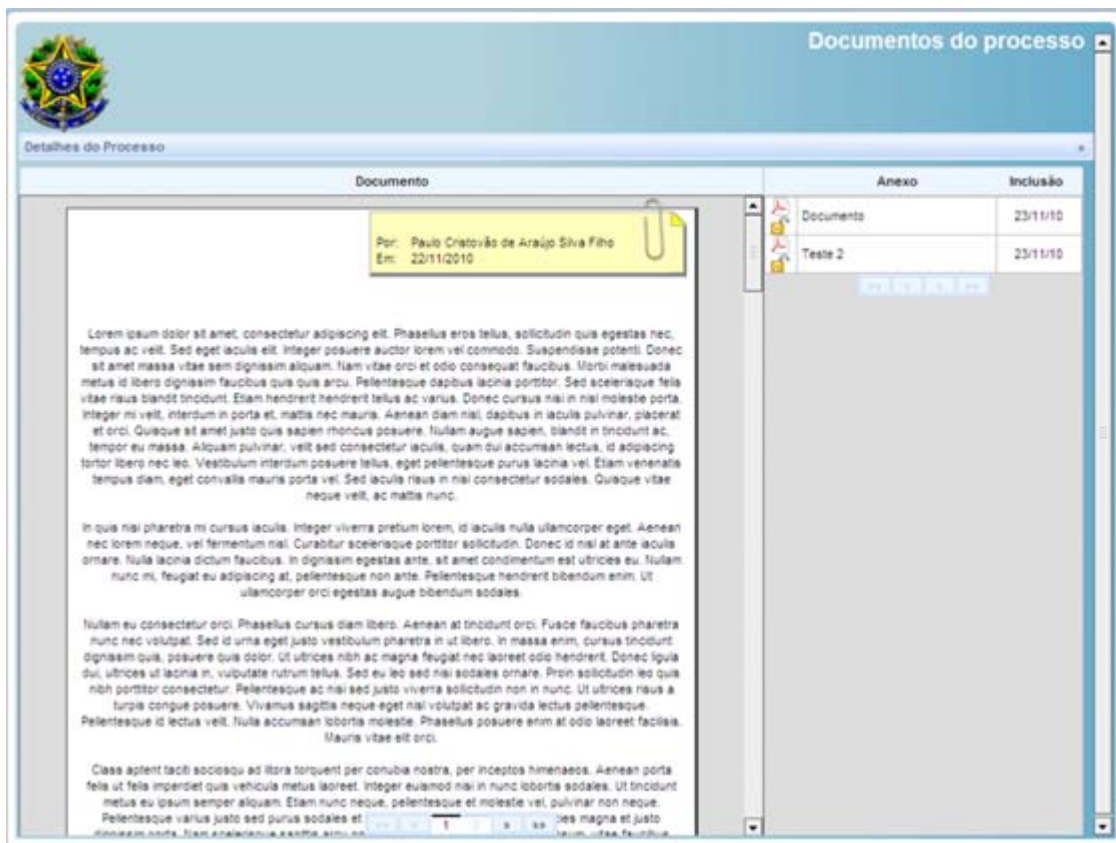 Documentos do processo
Detalhes do Processo
Documento
Anexo
Inclusão
Por: Paulo Cristovão de Araújo Silva Filho
Em: 22/11/2010
Documento
23/11/10
Teste 2
23/11/10
Lorem ipsum dolor sit amet, consectetur adipiscing elit. Phasellus eros tellus, sollicitudin quis egestas nec,
tempus ac velit. Sed eget iaculis elit. Integer posuere auctor lorem vel commodo. Suspendisse potenti. Donec
sit amet massa vitae sem dignissim aliquam. Nam vitae orci et odio consequat faucibus. Morbi malesuada
metus id libero dignissim faucibus quis quis arcu. Pellentesque dapibus lacinia porttitor. Sed scelerisque felis
vitae risus blandit tincidunt. Etiam hendrerit hendrerit tellus ac varius. Donec cursus nisi in nisl molestie porta.
Integer mi velit, interdum in porta et, mattis nec mauris. Aenean diam nisl, dapibus in iaculis pulvinar, placerat
et orci. Quisque sit amet justo quis sapien rhoncus posuere. Nullam augue sapien, blandit in tincidunt ac,
tempor eu massa. Aliquam pulvinar, velit sed consectetur iaculis, quam dui accumsan lectus, id adipiscing
tortor libero nec leo. Vestibulum interdum posuere tellus, eget pellentesque purus lacinia vel. Etiam venenatis
tempus diam, eget convallis mauris porta vel. Sed iaculis risus in nisi consectetur sodales. Quisque vitae
neque velit, ac mattis nunc.
In quis nisi pharetra mi cursus iaculis. Integer viverra pretium lorem, id iaculis nulla ullamcorper eget. Aenean
nec lorem neque, vel fermentum nisl. Curabitur scelerisque porttitor sollicitudin. Donec id nisl at ante iaculis
ornare. Nulla lacinia dictum faucibus. In dignissim egestas ante, sit amet condimentum est ultricies eu. Nullam
nunc mi, feugiat eu adipiscing at, pellentesque non ante. Pellentesque hendrerit bibendum enim. Ut
ullamcorper orci egestas augue bibendum sodales.
Nullam eu consectetur orci. Phasellus cursus diam libero. Aenean at tincidunt orci. Fusce faucibus pharetra
nunc nec volutpat. Sed id urna eget justo vestibulum pharetra in ut libero. In massa enim, cursus tincidunt
dignissim quis, posuere quis dolor. Ut ultrices nibh ac magna feugiat nec laoreet odio hendrerit. Donec ligula
dui, ultrices ut lacinia in, vulputate rutrum tellus. Sed eu leo sed nisi sodales ornare. Proin sollicitudin leo quis
nibh porttitor consectetur. Pellentesque ac nisi sed justo viverra sollicitudin non in nunc. Ut ultrices risus a
turpis congue posuere. Vivamus sagittis neque eget nisl volutpat ac gravida lectus pellentesque.
Pellentesque id lectus velit. Nulla accumsan lobortis molestie. Phasellus posuere enim at odio laoreet facilisis.
Mauris vitae elit orci.
Class aptent taciti sociosqu ad litora torquent per conubia nostra, per inceptos himenaeos. Aenean porta
felis ut felis imperdiet quis vehicula metus laoreet. Integer euismod nisi in nunc lobortis sodales. Ut tincidunt
metus eu ipsum semper aliquam. Etiam nunc neque, pellentesque et molestie vel, pulvinar non neque.
Pellentesque varius justo sed purus sodales et
magna et justo
1